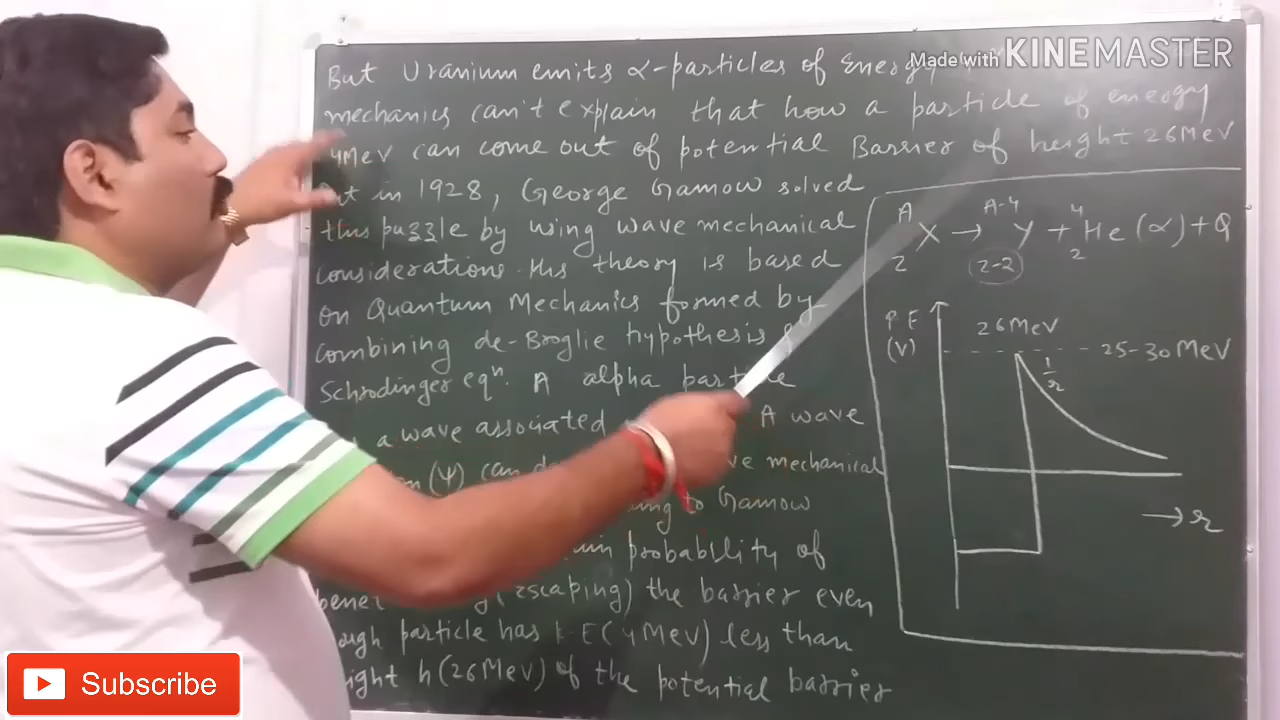 Made with KINEMASTER
But Uranium emits α-particles of Energy
mechanics can't explain that how a particle of energy
4MeV can come out of potential Barrier of height 26MeV
in 1928, George Gamow solved
this puzzle by using wave mechanical
considerations. His theory is based
on Quantum Mechanics formed by
combining de-Broglie hypothesis &
Schrodinger eqⁿ. A alpha particle
a wave associated A wave
(ψ) can wave mechanical
to Gamow
probability of
(escaping) the barrier even
particle has K.E(4MeV) less than
h(26MeV) of the potential barrier
A A-4 4
X → Y + He (α) + Q
Z Z-2 2
P.E 26MeV
(V) 25-30MeV
1/r
→ r
Subscribe